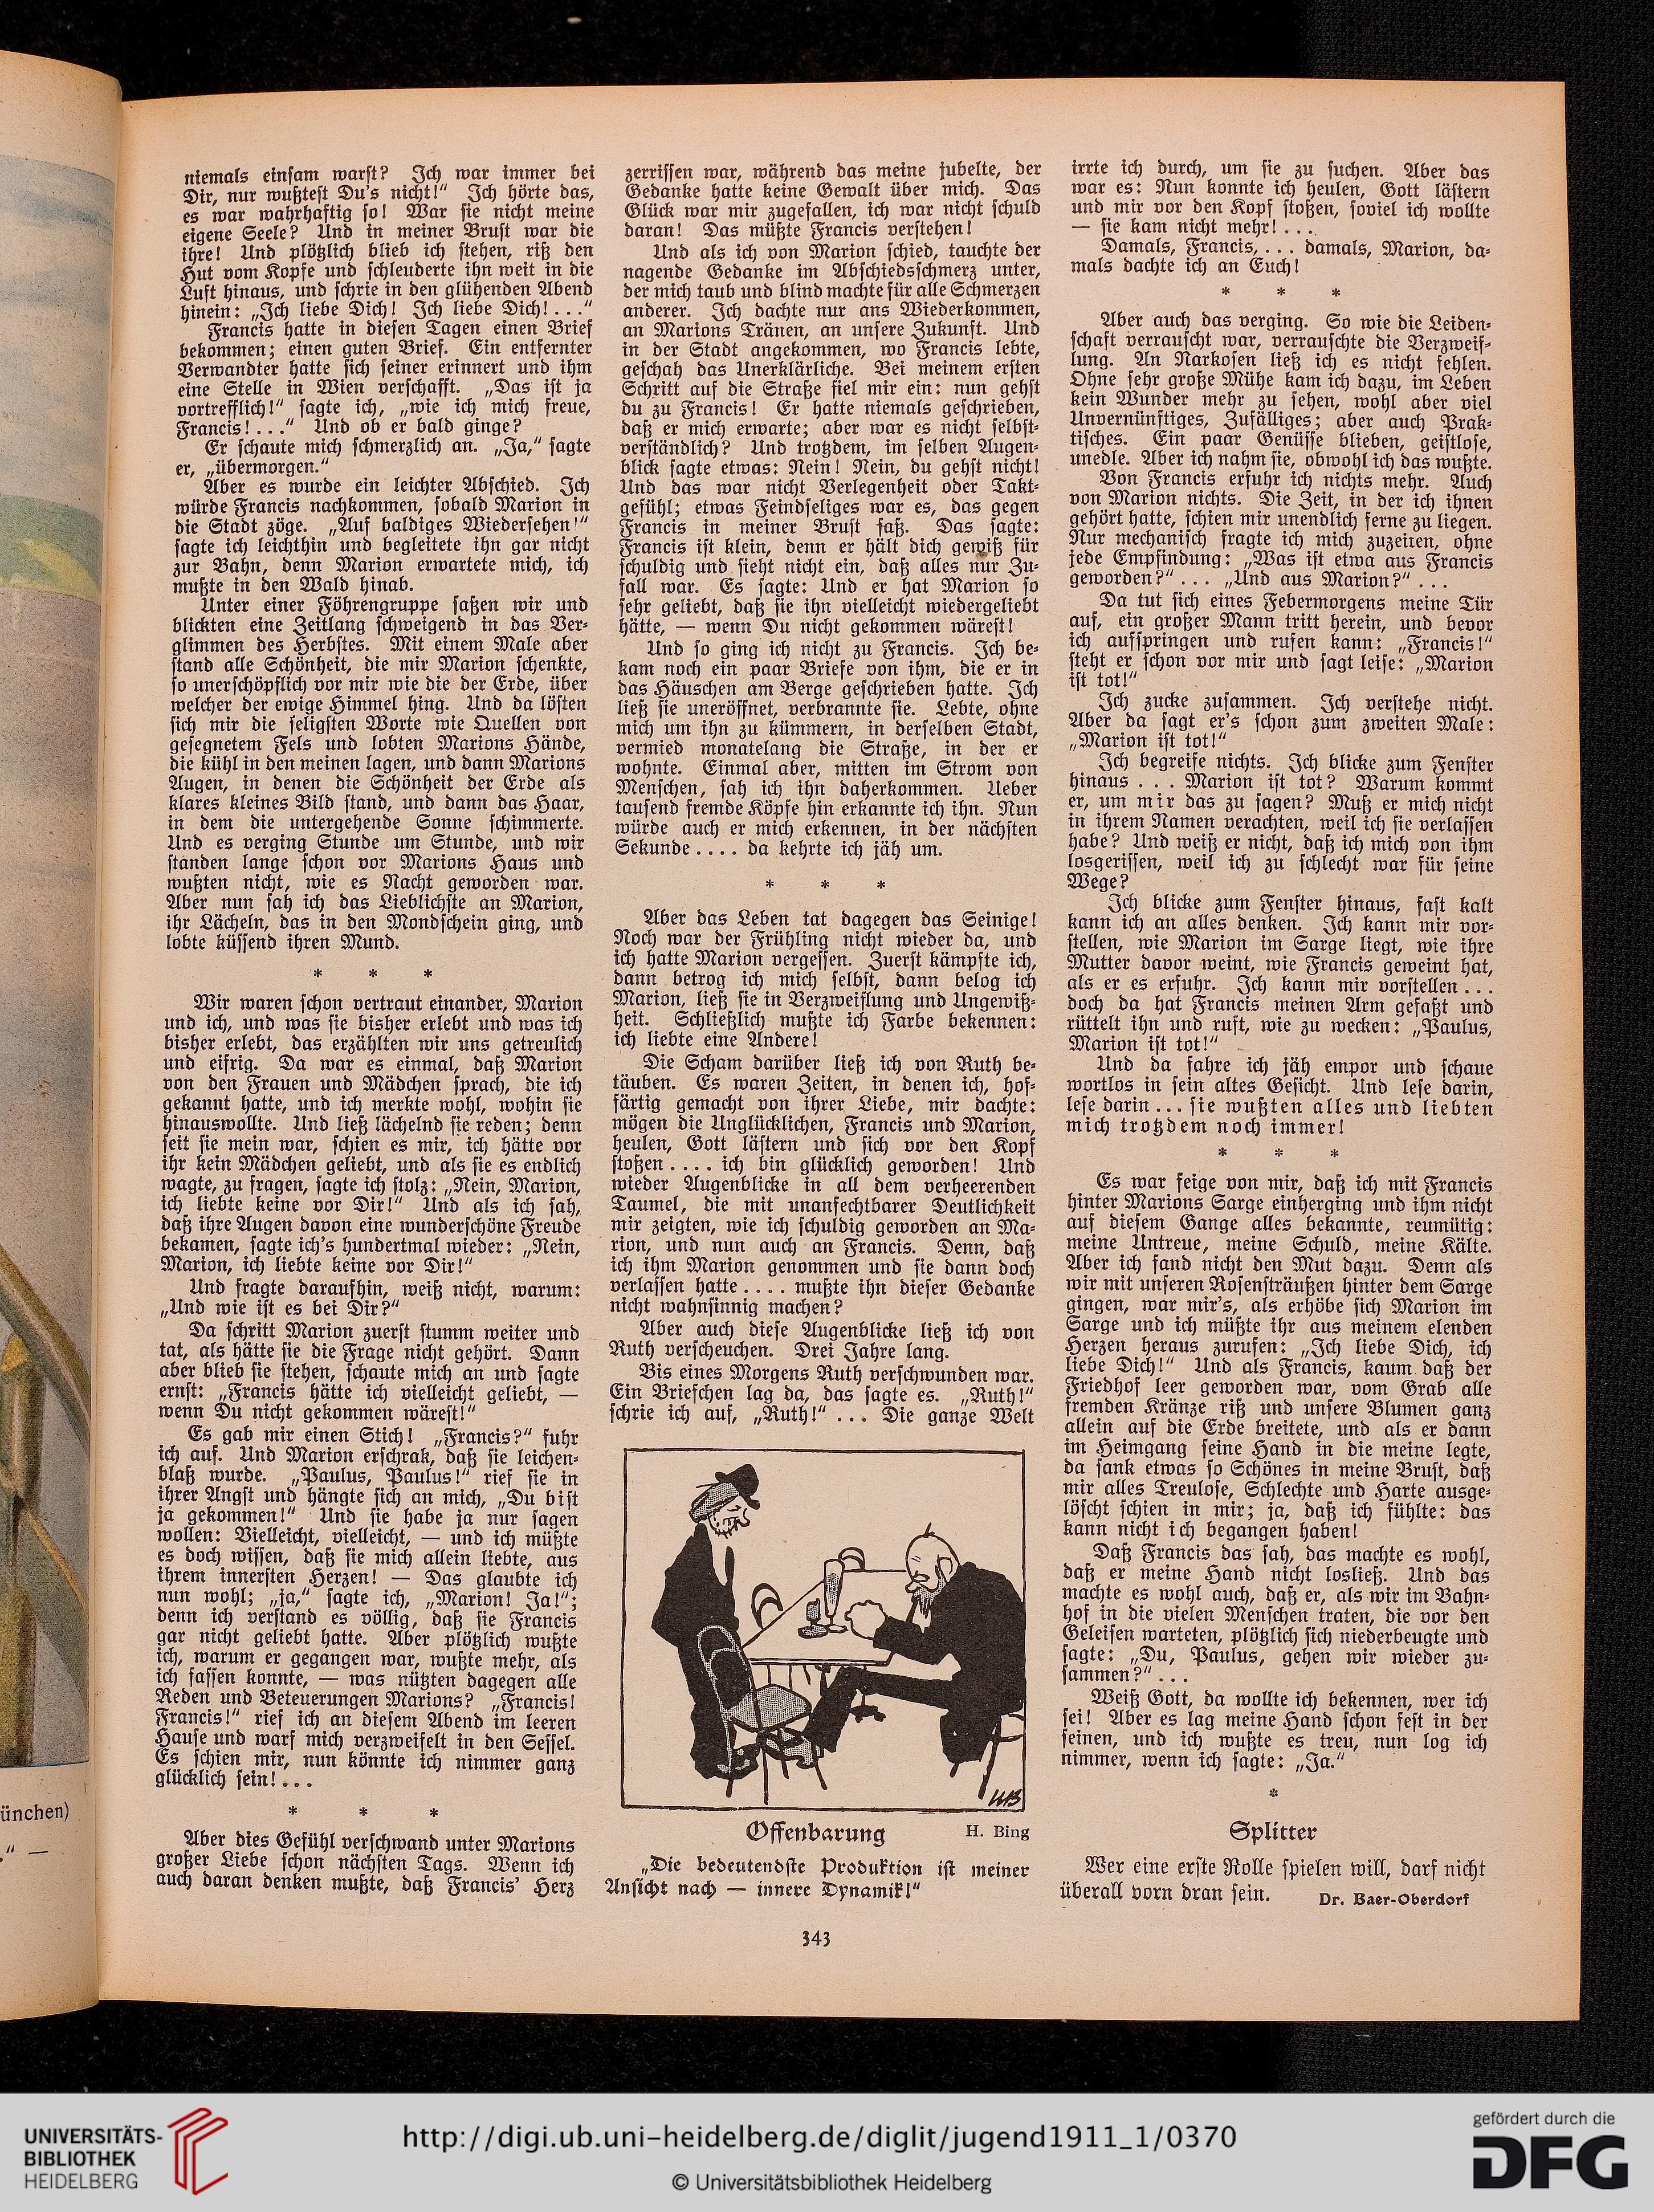 niemals einsam warst? Ich war immer bei
Dir, nur wußtest Du's nicht!“ Ich hörte das,
es war wahrhaftig so! War sie nicht meine
eigene Seele? Und in meiner Brust war die
ihre! Und plötzlich blieb ich stehen, riß den
Hut vom Kopfe und schleuderte ihn weit in die
Luft hinaus, und schrie in den glühenden Abend
hinein: „Ich liebe Dich! Ich liebe Dich!...“
Francis hatte in diesen Tagen einen Brief
bekommen; einen guten Brief. Ein entfernter
Verwandter hatte sich seiner erinnert und ihm
eine Stelle in Wien verschafft. „Das ist ja
vortrefflich!“ sagte ich, „wie ich mich freue,
Francis!...“ Und ob er bald ginge?
Er schaute mich schmerzlich an. „Ja,“ sagte
er, „übermorgen.“
Aber es wurde ein leichter Abschied. Ich
würde Francis nachkommen, sobald Marion in
die Stadt zöge. „Auf baldiges Wiedersehen!“
sagte ich leichthin und begleitete ihn gar nicht
zur Bahn, denn Marion erwartete mich, ich
mußte in den Wald hinab.
Unter einer Föhrengruppe saßen wir und
blickten eine Zeitlang schweigend in das Ver-
glimmen des Herbstes. Mit einem Male aber
stand alle Schönheit, die mir Marion schenkte,
so unerschöpflich vor mir wie die der Erde, über
welcher der ewige Himmel hing. Und da lösten
sich mir die seligsten Worte wie Quellen von
gesegnetem Fels und lobten Marions Hände,
die kühl in den meinen lagen, und dann Marions
Augen, in denen die Schönheit der Erde als
klares kleines Bild stand, und dann das Haar,
in dem die untergehende Sonne schimmerte.
Und es verging Stunde um Stunde, und wir
standen lange schon vor Marions Haus und
wußten nicht, wie es Nacht geworden war.
Aber nun sah ich das Lieblichste an Marion,
ihr Lächeln, das in den Mondschein ging, und
lobte küssend ihren Mund.
* * *
Wir waren schon vertraut einander, Marion
und ich, und was sie bisher erlebt und was ich
bisher erlebt, das erzählten wir uns getreulich
und eifrig. Da war es einmal, daß Marion
von den Frauen und Mädchen sprach, die ich
gekannt hatte, und ich merkte wohl, wohin sie
hinauswollte. Und ließ lächelnd sie reden; denn
seit sie mein war, schien es mir, ich hätte vor
ihr kein Mädchen geliebt, und als sie es endlich
wagte, zu fragen, sagte ich stolz: „Nein, Marion,
ich liebte keine vor Dir!“ Und als ich sah,
daß ihre Augen davon eine wunderschöne Freude
bekamen, sagte ich's hundertmal wieder: „Nein,
Marion, ich liebte keine vor Dir!“
Und fragte daraufhin, weiß nicht, warum:
„Und wie ist es bei Dir?“
Da schritt Marion zuerst stumm weiter und
tat, als hätte sie die Frage nicht gehört. Dann
aber blieb sie stehen, schaute mich an und sagte
ernst: „Francis hätte ich vielleicht geliebt, —
wenn Du nicht gekommen wärest!“
Es gab mir einen Stich! „Francis?“ fuhr
ich auf. Und Marion erschrak, daß sie leichen-
blaß wurde. „Paulus, Paulus!“ rief sie in
ihrer Angst und hängte sich an mich, „Du bist
ja gekommen!“ Und sie habe ja nur sagen
wollen: Vielleicht, vielleicht, — und ich müßte
es doch wissen, daß sie mich allein liebte, aus
ihrem innersten Herzen! — Das glaubte ich
nun wohl; „ja,“ sagte ich, „Marion! Ja!“;
denn ich verstand es völlig, daß sie Francis
gar nicht geliebt hatte. Aber plötzlich wußte
ich, warum er gegangen war, wußte mehr, als
ich fassen konnte, — was nützten dagegen alle
Reden und Beteuerungen Marions? „Francis!
Francis!“ rief ich an diesem Abend im leeren
Hause und warf mich verzweifelt in den Sessel.
Es schien mir, nun könnte ich nimmer ganz
glücklich sein!...
* * *
Aber dies Gefühl verschwand unter Marions
großer Liebe schon nächsten Tags. Wenn ich
auch daran denken mußte, daß Francis' Herz
zerrissen war, während das meine jubelte, der
Gedanke hatte keine Gewalt über mich. Das
Glück war mir zugefallen, ich war nicht schuld
daran! Das müßte Francis verstehen!
Und als ich von Marion schied, tauchte der
nagende Gedanke im Abschiedsschmerz unter,
der mich taub und blind machte für alle Schmerzen
anderer. Ich dachte nur ans Wiederkommen,
an Marions Tränen, an unsere Zukunft. Und
in der Stadt angekommen, wo Francis lebte,
geschah das Unerklärliche. Bei meinem ersten
Schritt auf die Straße fiel mir ein: nun gehst
du zu Francis! Er hatte niemals geschrieben,
daß er mich erwarte; aber war es nicht selbst-
verständlich? Und trotzdem, im selben Augen-
blick sagte etwas: Nein! Nein, du gehst nicht!
Und das war nicht Verlegenheit oder Takt-
gefühl; etwas Feindseliges war es, das gegen
Francis in meiner Brust saß. Das sagte:
Francis ist klein, denn er hält dich gewiß für
schuldig und sieht nicht ein, daß alles nur Zu-
fall war. Es sagte: Und er hat Marion so
sehr geliebt, daß sie ihn vielleicht wiedergeliebt
hätte, — wenn Du nicht gekommen wärest!
Und so ging ich nicht zu Francis. Ich be-
kam noch ein paar Briefe von ihm, die er in
das Häuschen am Berge geschrieben hatte. Ich
ließ sie uneröffnet, verbrannte sie. Lebte, ohne
mich um ihn zu kümmern, in derselben Stadt,
vermied monatelang die Straße, in der er
wohnte. Einmal aber, mitten im Strom von
Menschen, sah ich ihn daherkommen. Ueber
tausend fremde Köpfe hin erkannte ich ihn. Nun
würde auch er mich erkennen, in der nächsten
Sekunde.... da kehrte ich jäh um.
* * *
Aber das Leben tat dagegen das Seinige!
Noch war der Frühling nicht wieder da, und
ich hatte Marion vergessen. Zuerst kämpfte ich,
dann betrog ich mich selbst, dann belog ich
Marion, ließ sie in Verzweiflung und Ungewiß-
heit. Schließlich mußte ich Farbe bekennen:
ich liebte eine Andere!
Die Scham darüber ließ ich von Ruth be-
täuben. Es waren Zeiten, in denen ich, hof-
färtig gemacht von ihrer Liebe, mir dachte:
mögen die Unglücklichen, Francis und Marion,
heulen, Gott lästern und sich vor den Kopf
stoßen.... ich bin glücklich geworden! Und
wieder Augenblicke in all dem verheerenden
Taumel, die mit unanfechtbarer Deutlichkeit
mir zeigten, wie ich schuldig geworden an Ma-
rion, und nun auch an Francis. Denn, daß
ich ihm Marion genommen und sie dann doch
verlassen hatte.... mußte ihn dieser Gedanke
nicht wahnsinnig machen?
Aber auch diese Augenblicke ließ ich von
Ruth verscheuchen. Drei Jahre lang.
Bis eines Morgens Ruth verschwunden war.
Ein Briefchen lag da, das sagte es. „Ruth!“
schrie ich auf, „Ruth!“ ... Die ganze Welt
HB
Offenbarung H. Bing
„Die bedeutendste Produktion ist meiner
Ansicht nach — innere Dynamik!“
irrte ich durch, um sie zu suchen. Aber das
war es: Nun konnte ich heulen, Gott lästern
und mir vor den Kopf stoßen, soviel ich wollte
— sie kam nicht mehr!...
Damals, Francis,... damals, Marion, da-
mals dachte ich an Euch!
* * *
Aber auch das verging. So wie die Leiden-
schaft verrauscht war, verrauschte die Verzweif-
lung. An Narkosen ließ ich es nicht fehlen.
Ohne sehr große Mühe kam ich dazu, im Leben
kein Wunder mehr zu sehen, wohl aber viel
Unvernünftiges, Zufälliges; aber auch Prak-
tisches. Ein paar Genüsse blieben, geistlose,
unedle. Aber ich nahm sie, obwohl ich das wußte.
Von Francis erfuhr ich nichts mehr. Auch
von Marion nichts. Die Zeit, in der ich ihnen
gehört hatte, schien mir unendlich ferne zu liegen.
Nur mechanisch fragte ich mich zuzeiten, ohne
jede Empfindung: „Was ist etwa aus Francis
geworden?“... „Und aus Marion?“...
Da tut sich eines Febermorgens meine Tür
auf, ein großer Mann tritt herein, und bevor
ich aufspringen und rufen kann: „Francis!“
steht er schon vor mir und sagt leise: „Marion
ist tot!“
Ich zucke zusammen. Ich verstehe nicht.
Aber da sagt er's schon zum zweiten Male:
„Marion ist tot!“
Ich begreife nichts. Ich blicke zum Fenster
hinaus ... Marion ist tot? Warum kommt
er, um mir das zu sagen? Muß er mich nicht
in ihrem Namen verachten, weil ich sie verlassen
habe? Und weiß er nicht, daß ich mich von ihm
losgerissen, weil ich zu schlecht war für seine
Wege?
Ich blicke zum Fenster hinaus, fast kalt
kann ich an alles denken. Ich kann mir vor-
stellen, wie Marion im Sarge liegt, wie ihre
Mutter davor weint, wie Francis geweint hat,
als er es erfuhr. Ich kann mir vorstellen...
doch da hat Francis meinen Arm gefaßt und
rüttelt ihn und ruft, wie zu wecken: „Paulus,
Marion ist tot!“
Und da fahre ich jäh empor und schaue
wortlos in sein altes Gesicht. Und lese darin,
lese darin... sie wußten alles und liebten
mich trotzdem noch immer!
* * *
Es war feige von mir, daß ich mit Francis
hinter Marions Sarge einherging und ihm nicht
auf diesem Gange alles bekannte, reumütig:
meine Untreue, meine Schuld, meine Kälte.
Aber ich fand nicht den Mut dazu. Denn als
wir mit unseren Rosensträußen hinter dem Sarge
gingen, war mir's, als erhöbe sich Marion im
Sarge und ich müßte ihr aus meinem elenden
Herzen heraus zurufen: „Ich liebe Dich, ich
liebe Dich!“ Und als Francis, kaum daß der
Friedhof leer geworden war, vom Grab alle
fremden Kränze riß und unsere Blumen ganz
allein auf die Erde breitete, und als er dann
im Heimgang seine Hand in die meine legte,
da sank etwas so Schönes in meine Brust, daß
mir alles Treulose, Schlechte und Harte ausge-
löscht schien in mir; ja, daß ich fühlte: das
kann nicht ich begangen haben!
Daß Francis das sah, das machte es wohl,
daß er meine Hand nicht losließ. Und das
machte es wohl auch, daß er, als wir im Bahn-
hof in die vielen Menschen traten, die vor den
Geleisen warteten, plötzlich sich niederbeugte und
sagte: „Du, Paulus, gehen wir wieder zu-
sammen?“...
Weiß Gott, da wollte ich bekennen, wer ich
sei! Aber es lag meine Hand schon fest in der
seinen, und ich wußte es treu, nun log ich
nimmer, wenn ich sagte: „Ja.“
*
Splitter
Wer eine erste Rolle spielen will, darf nicht
überall vorn dran sein. Dr. Baer-Oberdorf
343
ünchen)
.“ —
UNIVERSITÄTS-
BIBLIOTHEK
HEIDELBERG
http://digi.ub.uni-heidelberg.de/diglit/jugend1911_1/0370
© Universitätsbibliothek Heidelberg
gefördert durch die
DFG